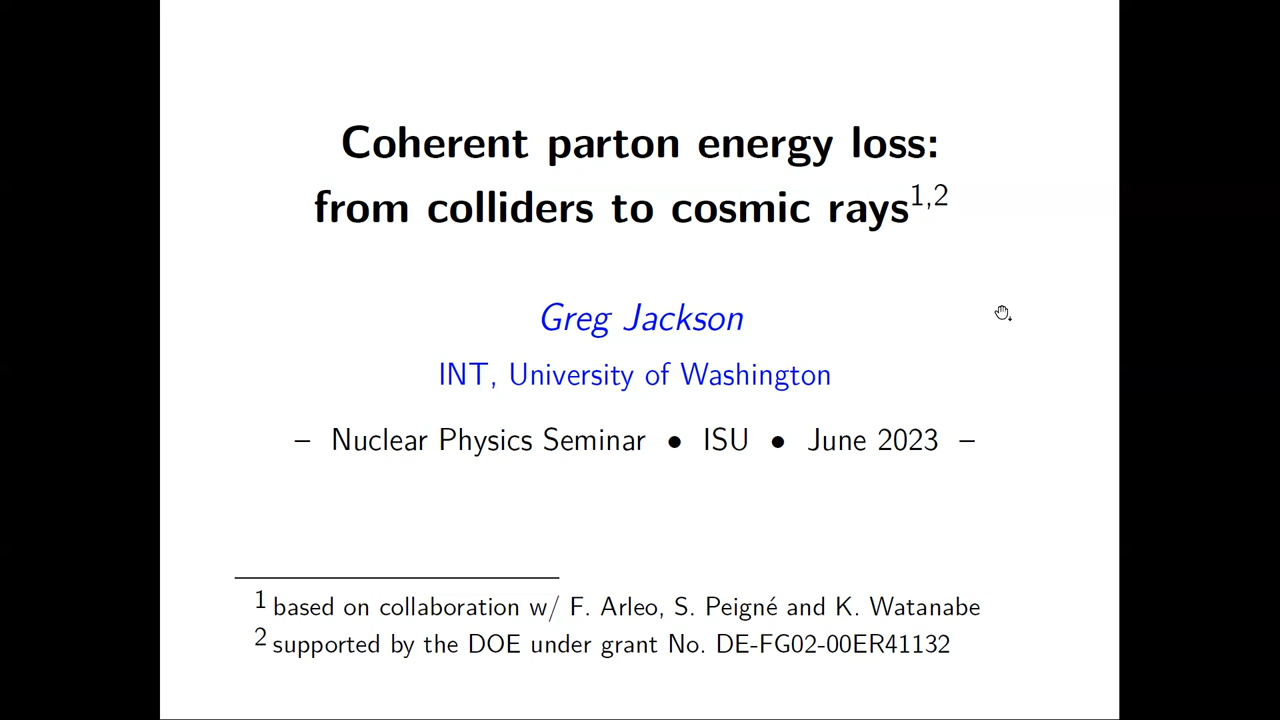 Coherent parton energy loss:
from colliders to cosmic rays1,2
Greg Jackson
INT, University of Washington
– Nuclear Physics Seminar • ISU • June 2023 –
1 based on collaboration w/ F. Arleo, S. Peigné and K. Watanabe
2 supported by the DOE under grant No. DE-FG02-00ER41132